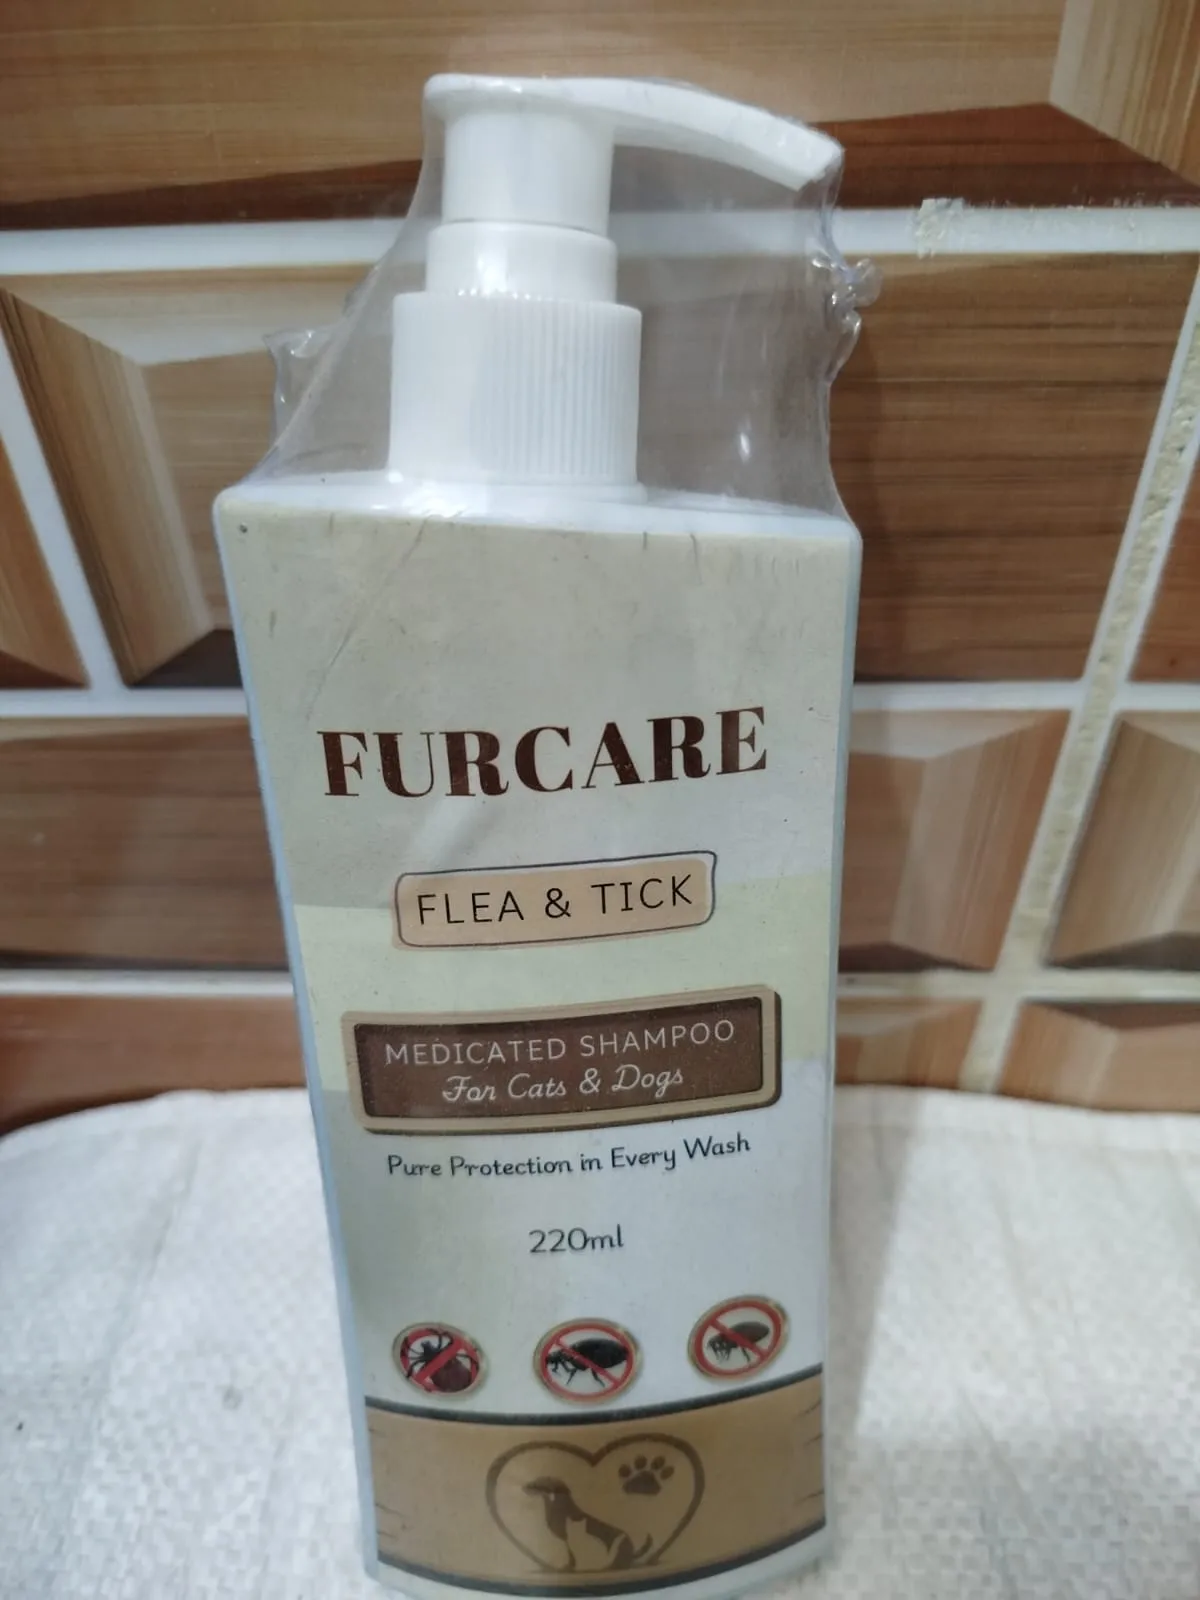 FURCARE
FLEA & TICK
MEDICATED SHAMPOO
For Cats & Dogs
Pure Protection in Every Wash
220ml